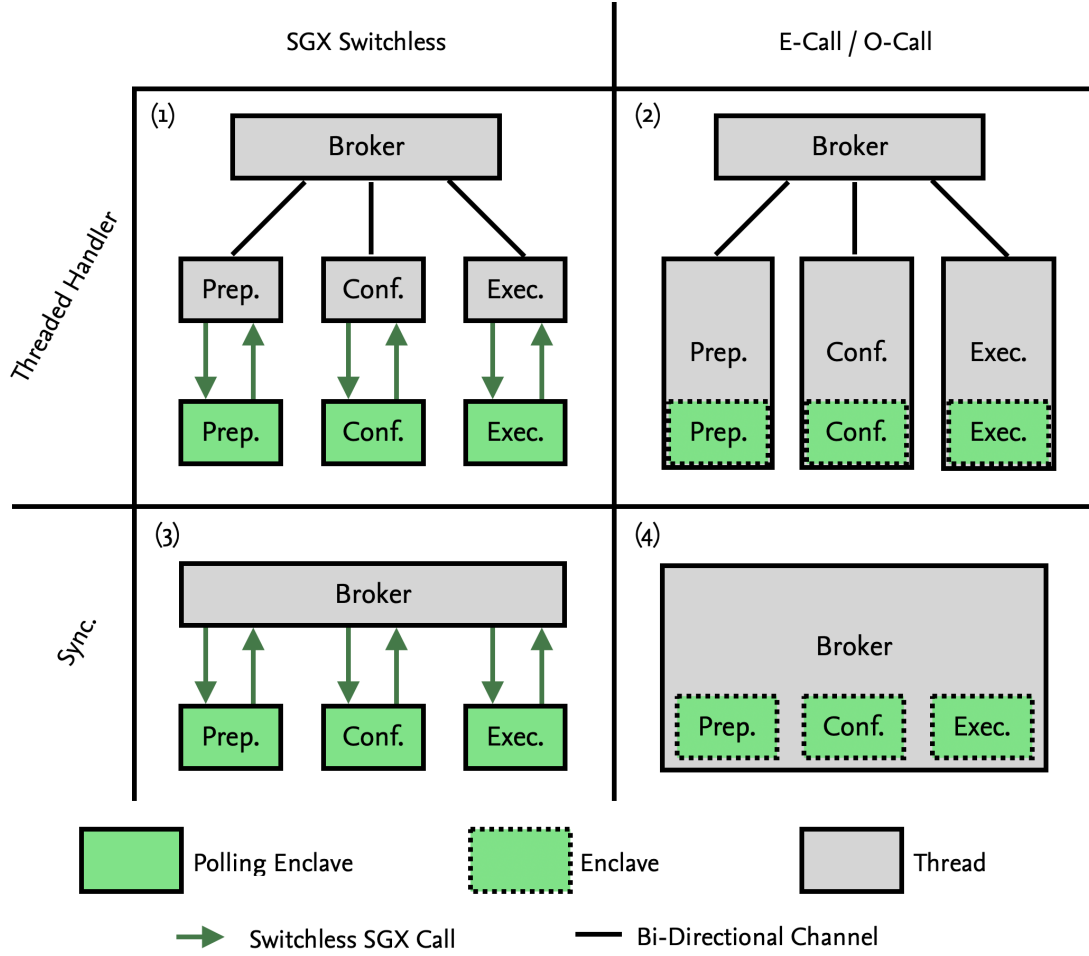 SGX Switchless
E-Call / O-Call
Threaded Handler
(1)
Broker
Prep.
Conf.
Exec.
Prep.
Conf.
Exec.
(2)
Broker
Prep.
Conf.
Exec.
Prep.
Conf.
Exec.
Sync.
(3)
Broker
Prep.
Conf.
Exec.
(4)
Broker
Prep.
Conf.
Exec.
Polling Enclave
Enclave
Thread
Switchless SGX Call
Bi-Directional Channel